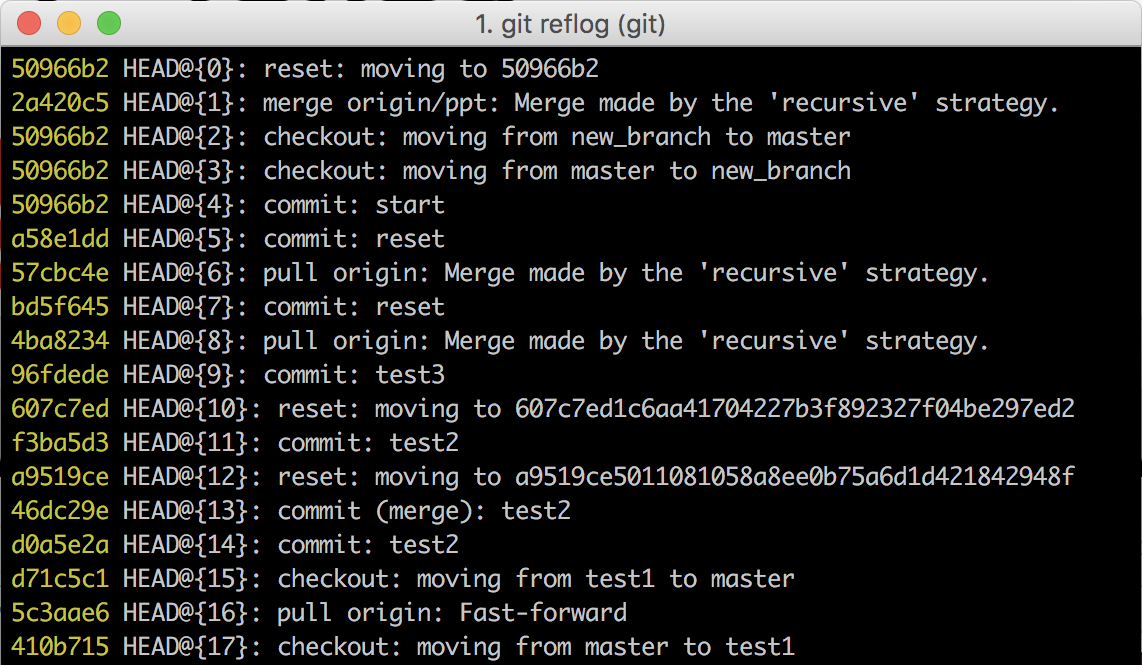 1. git reflog (git)
50966b2 HEAD@{0}: reset: moving to 50966b2
2a420c5 HEAD@{1}: merge origin/ppt: Merge made by the 'recursive' strategy.
50966b2 HEAD@{2}: checkout: moving from new_branch to master
50966b2 HEAD@{3}: checkout: moving from master to new_branch
50966b2 HEAD@{4}: commit: start
a58e1dd HEAD@{5}: commit: reset
57cbc4e HEAD@{6}: pull origin: Merge made by the 'recursive' strategy.
bd5f645 HEAD@{7}: commit: reset
4ba8234 HEAD@{8}: pull origin: Merge made by the 'recursive' strategy.
96fdede HEAD@{9}: commit: test3
607c7ed HEAD@{10}: reset: moving to 607c7ed1c6aa41704227b3f892327f04be297ed2
f3ba5d3 HEAD@{11}: commit: test2
a9519ce HEAD@{12}: reset: moving to a9519ce5011081058a8ee0b75a6d1d421842948f
46dc29e HEAD@{13}: commit (merge): test2
d0a5e2a HEAD@{14}: commit: test2
d71c5c1 HEAD@{15}: checkout: moving from test1 to master
5c3aae6 HEAD@{16}: pull origin: Fast-forward
410b715 HEAD@{17}: checkout: moving from master to test1